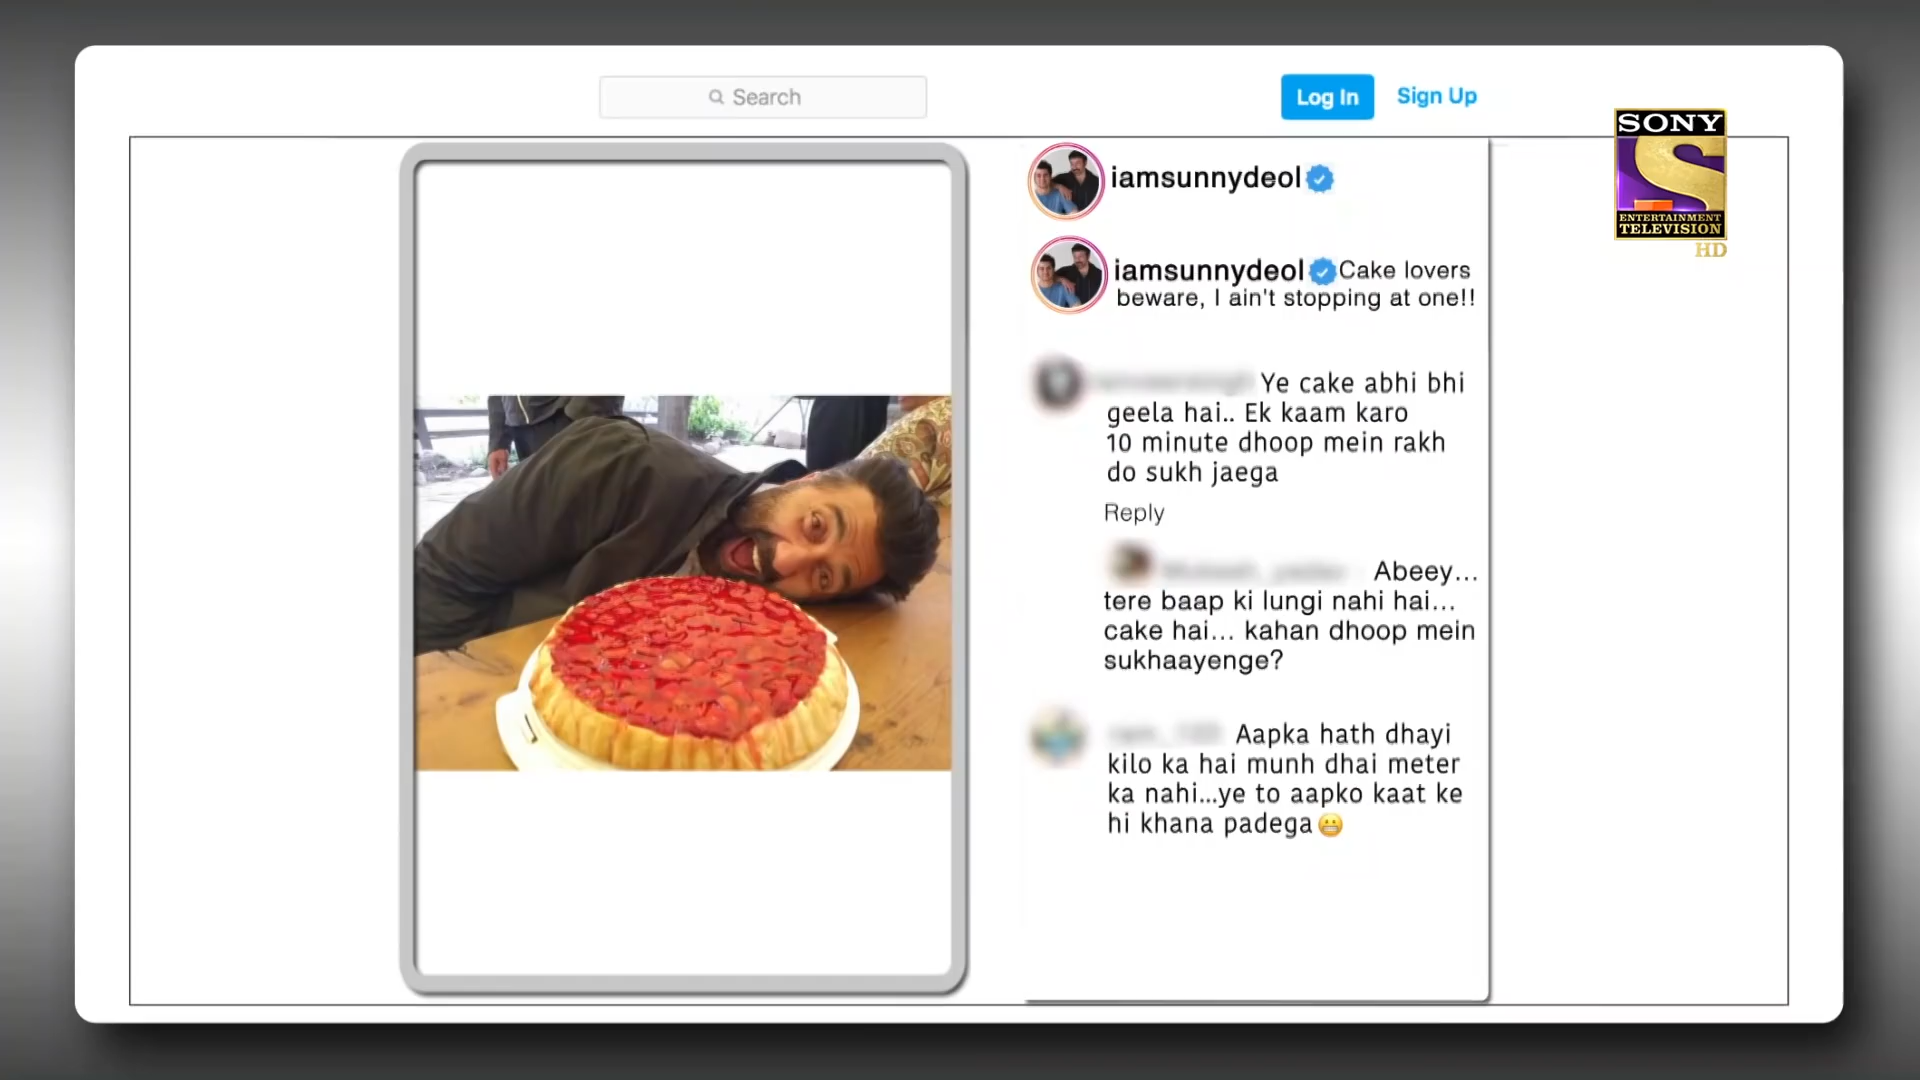 Search
Log In
Sign Up
SONY
ENTERTAINMENT
TELEVISION
HD
iamsunnydeol
iamsunnydeol Cake lovers
beware, I ain't stopping at one!!
Ye cake abhi bhi
geela hai.. Ek kaam karo
10 minute dhoop mein rakh
do sukh jaega
Reply
Abeey...
tere baap ki lungi nahi hai...
cake hai... kahan dhoop mein
sukhaayenge?
Aapka hath dhayi
kilo ka hai munh dhai meter
ka nahi...ye to aapko kaat ke
hi khana padega😬